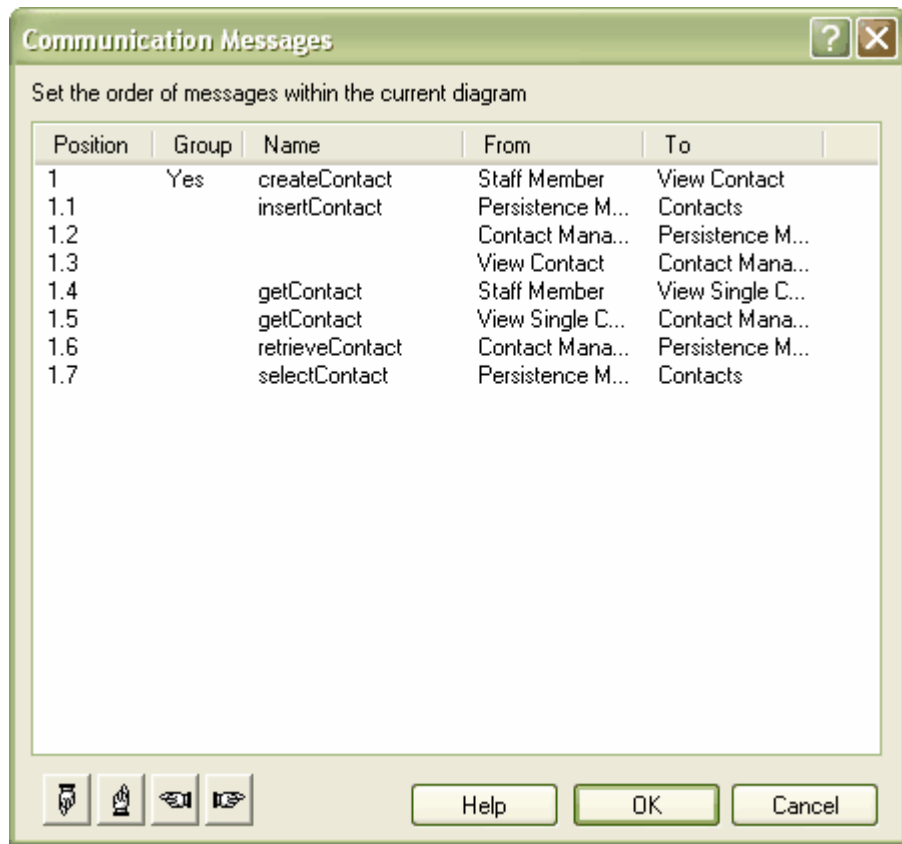 Communication Messages
Set the order of messages within the current diagram
Position Group Name From To
1 Yes createContact Staff Member View Contact
1.1 insertContact Persistence M... Contacts
1.2 Contact Mana... Persistence M...
1.3 View Contact Contact Mana...
1.4 getContact Staff Member View Single C...
1.5 getContact View Single C... Contact Mana...
1.6 retrieveContact Contact Mana... Persistence M...
1.7 selectContact Persistence M... Contacts
Help OK Cancel